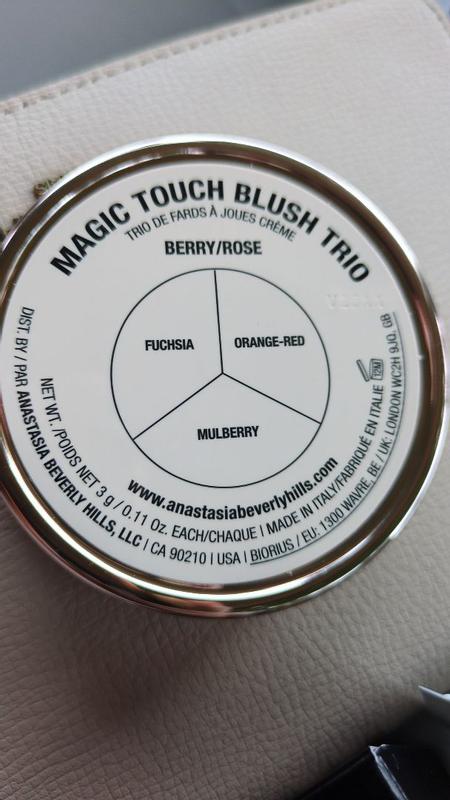 MAGIC TOUCH BLUSH TRIO
TRIO DE FARDS À JOUES CRÈME
BERRY/ROSE
FUCHSIA
ORANGE-RED
MULBERRY
www.anastasiabeverlyhills.com
NET WT. /POIDS NET 3 g / 0.11 Oz. EACH/CHAQUE | MADE IN ITALY/FABRIQUÉ EN ITALIE 12M
DIST. BY / PAR ANASTASIA BEVERLY HILLS, LLC | CA 90210 | USA | BIORIUS / EU: 1300 WAVRE, BE / UK: LONDON WC2H 9JQ, GB